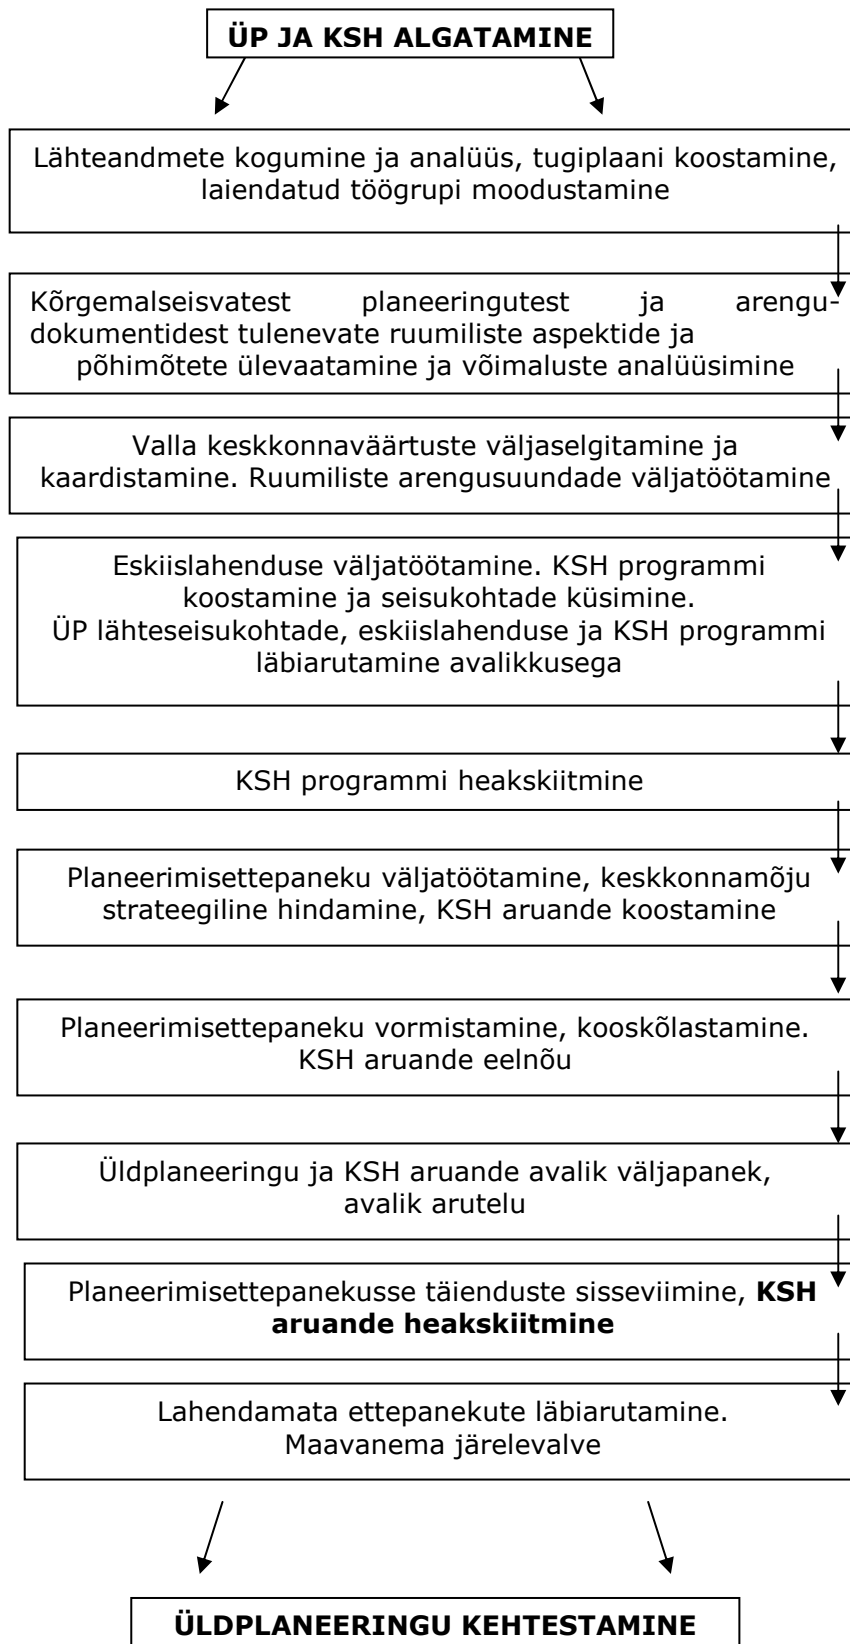 ÜP JA KSH ALGATAMINE
Lähteandmete kogumine ja analüüs, tugiplaani koostamine,
laiendatud töögrupi moodustamine
Kõrgemalseisvatest planeeringutest ja arengu-
dokumentidest tulenevate ruumiliste aspektide ja
põhimõtete ülevaatamine ja võimaluste analüüsimine
Valla keskkonnaväärtuste väljaselgitamine ja
kaardistamine. Ruumiliste arengusuundade väljatöötamine
Eskiislahenduse väljatöötamine. KSH programmi
koostamine ja seisukohtade küsimine.
ÜP lähteseisukohtade, eskiislahenduse ja KSH programmi
läbiarutamine avalikkusega
KSH programmi heakskiitmine
Planeerimisettepaneku väljatöötamine, keskkonnamõju
strateegiline hindamine, KSH aruande koostamine
Planeerimisettepaneku vormistamine, kooskõlastamine.
KSH aruande eelnõu
Üldplaneeringu ja KSH aruande avalik väljapanek,
avalik arutelu
Planeerimisettepanekusse täienduste sisseviimine, KSH
aruande heakskiitmine
Lahendamata ettepanekute läbiarutamine.
Maavanema järelevalve
ÜLDPLANEERINGU KEHTESTAMINE